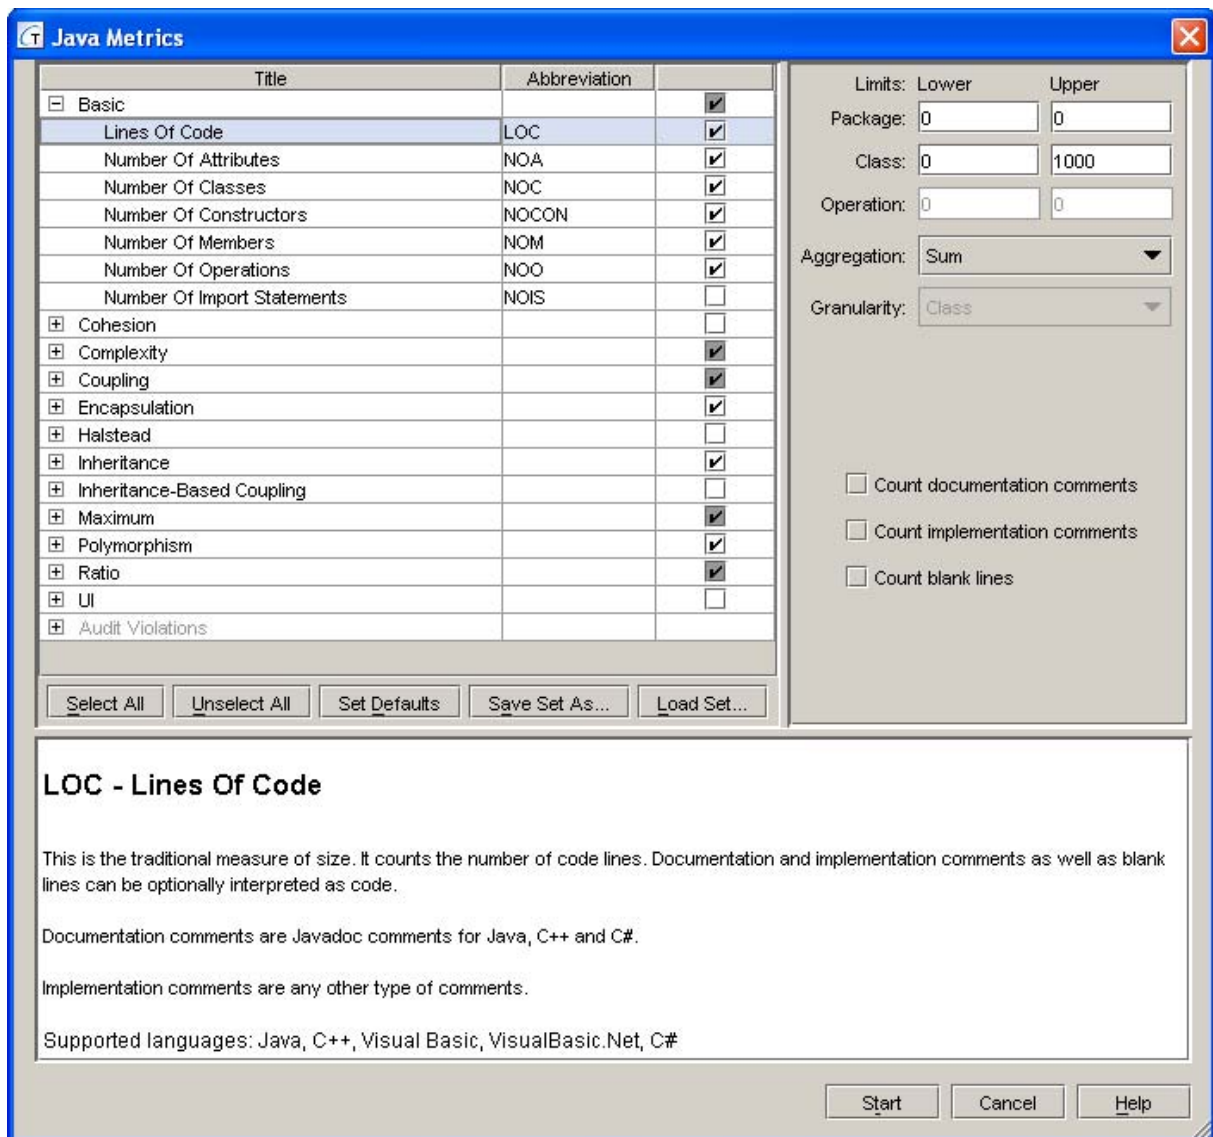 Java Metrics
Title Abbreviation
Basic
Lines Of Code LOC
Number Of Attributes NOA
Number Of Classes NOC
Number Of Constructors NOCON
Number Of Members NOM
Number Of Operations NOO
Number Of Import Statements NOIS
Cohesion
Complexity
Coupling
Encapsulation
Halstead
Inheritance
Inheritance-Based Coupling
Maximum
Polymorphism
Ratio
UI
Audit Violations
Select All Unselect All Set Defaults Save Set As... Load Set...
Limits: Lower Upper
Package: 0 0
Class: 0 1000
Operation: 0 0
Aggregation: Sum
Granularity: Class
Count documentation comments
Count implementation comments
Count blank lines
LOC - Lines Of Code
This is the traditional measure of size. It counts the number of code lines. Documentation and implementation comments as well as blank
lines can be optionally interpreted as code.
Documentation comments are Javadoc comments for Java, C++ and C#.
Implementation comments are any other type of comments.
Supported languages: Java, C++, Visual Basic, VisualBasic.Net, C#
Start Cancel Help